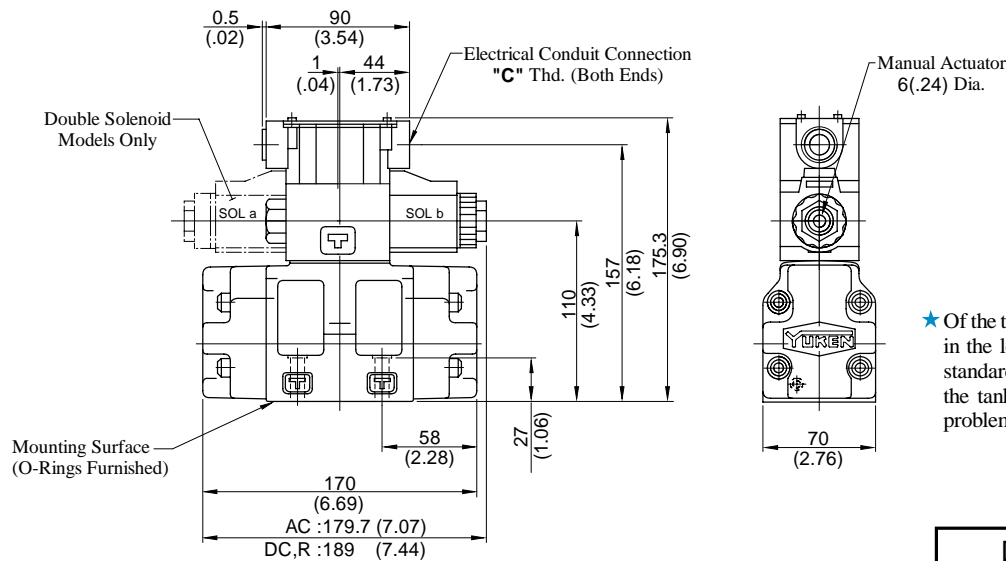 0.5
(.02)
90
(3.54)
1
(.04)
44
(1.73)
Electrical Conduit Connection
"C" Thd. (Both Ends)
Double Solenoid
Models Only
SOL a
SOL b
110
(4.33)
157
(6.18)
175.3
(6.90)
27
(1.06)
58
(2.28)
Mounting Surface
(O-Rings Furnished)
170
(6.69)
AC :179.7 (7.07)
DC,R :189 (7.44)
Manual Actuator
6(.24) Dia.
YUKEN
70
(2.76)
★ Of the t
in the l
standar
the tank
problem